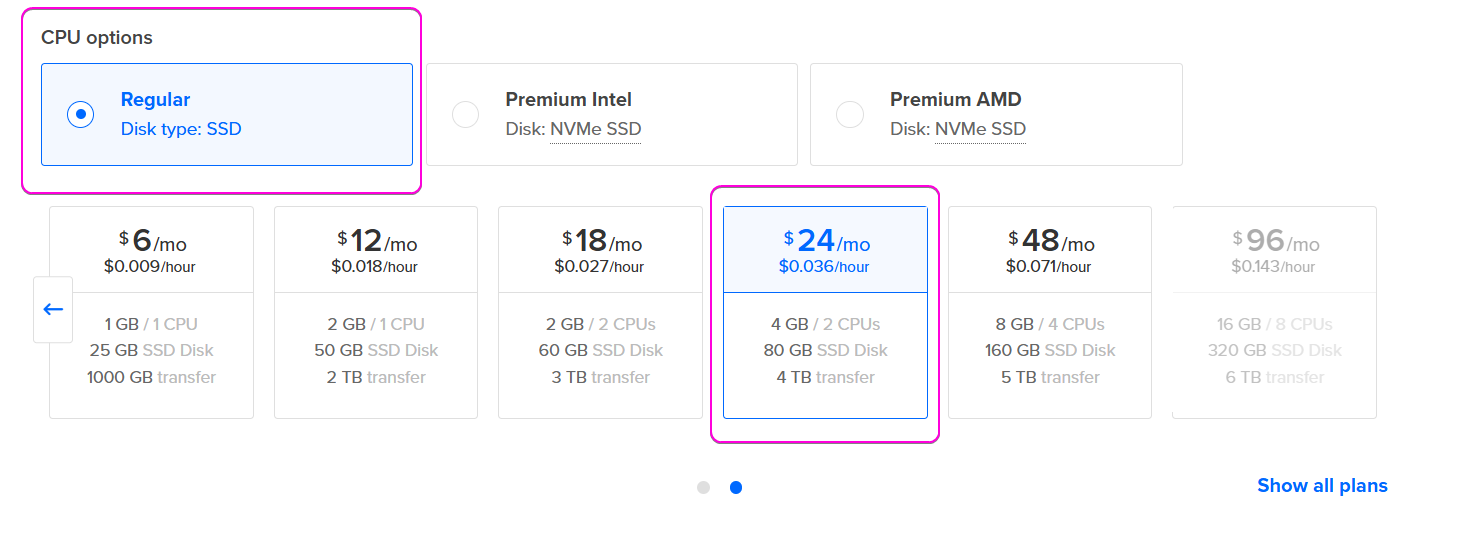 CPU options
Regular
Disk type: SSD
Premium Intel
Disk: NVMe SSD
Premium AMD
Disk: NVMe SSD
$6/mo
$0.009/hour
1 GB / 1 CPU
25 GB SSD Disk
1000 GB transfer
$12/mo
$0.018/hour
2 GB / 1 CPU
50 GB SSD Disk
2 TB transfer
$18/mo
$0.027/hour
2 GB / 2 CPUs
60 GB SSD Disk
3 TB transfer
$24/mo
$0.036/hour
4 GB / 2 CPUs
80 GB SSD Disk
4 TB transfer
$48/mo
$0.071/hour
8 GB / 4 CPUs
160 GB SSD Disk
5 TB transfer
$96/mo
$0.143/hour
16 GB / 8 CPUs
320 GB SSD Disk
6 TB transfer
Show all plans